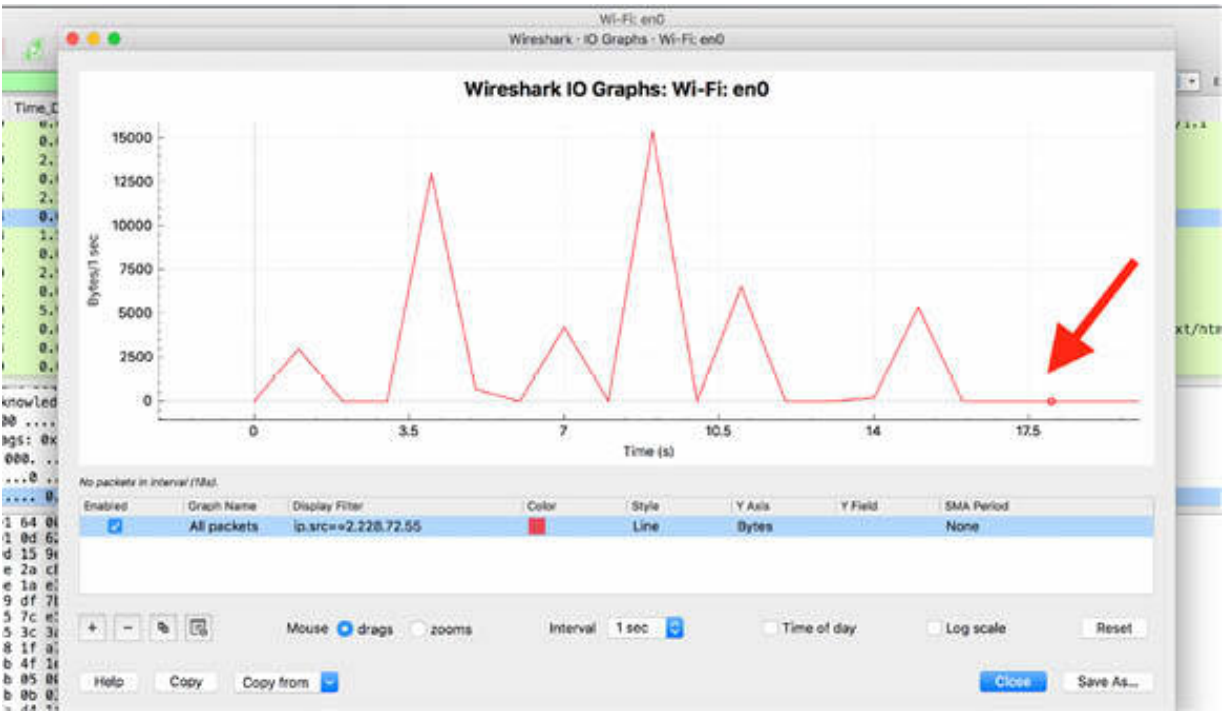 Wi-Fi: en0
Wireshark · IO Graphs · Wi-Fi: en0
Time_D
Wireshark IO Graphs: Wi-Fi: en0
15000
12500
10000
7500
5000
2500
0
Bytes/1 sec
0 3.5 7 10.5 14 17.5
Time (s)
xt/htm
knowled
No packets in interval (18s).
Enabled Graph Name Display Filter Color Style Y Axis Y Field SMA Period
All packets ip.src==2.228.72.55 Line Bytes None
+ −
Mouse drags zooms Interval 1 sec Time of day Log scale Reset
Help Copy Copy from Close Save As...